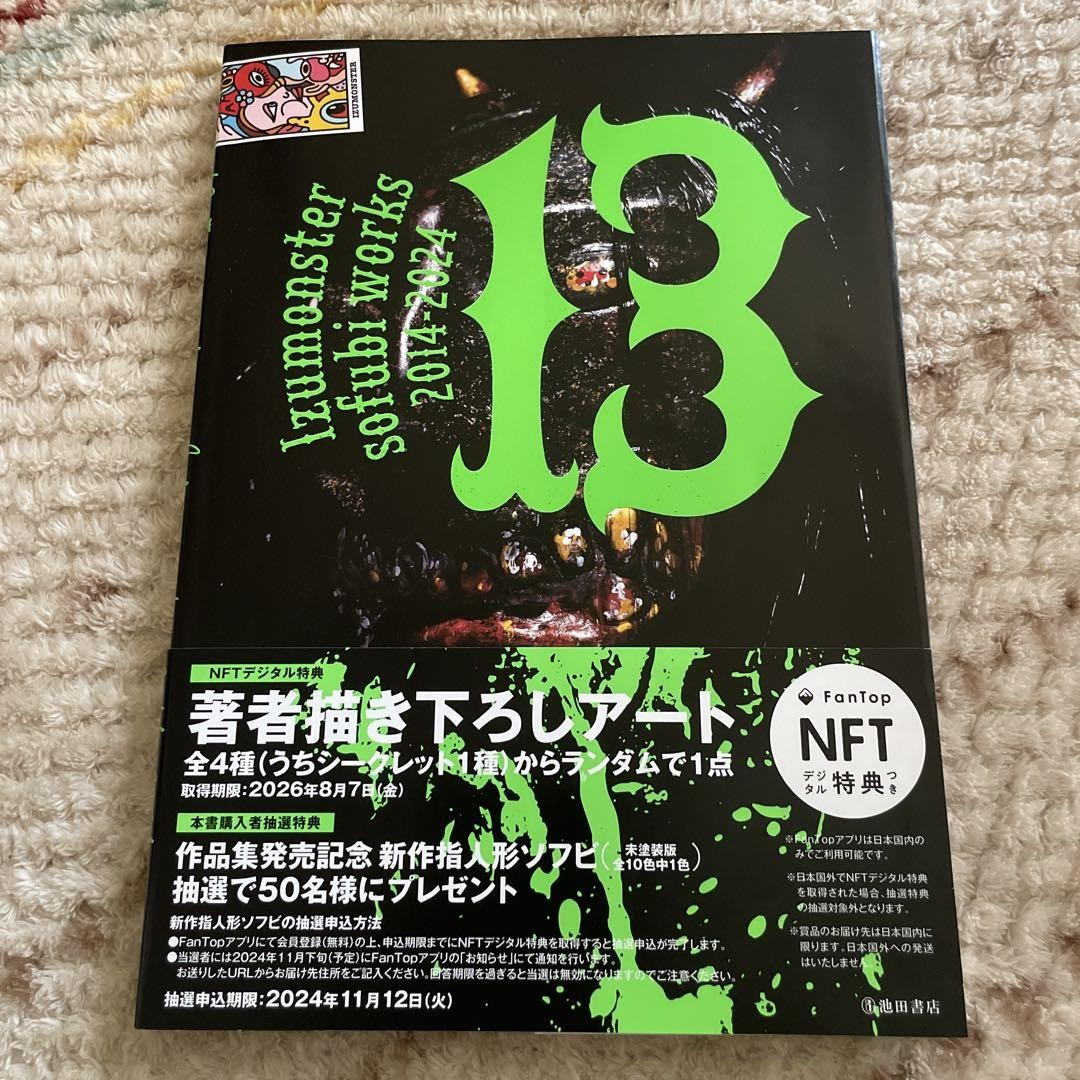 IZUMONSTER
13
Izumonster
sofubi works
2014-2024
NFTデジタル特典
著者描き下ろしアート
全4種(うちシークレット1種)からランダムで1点
取得期限:2026年8月7日(金)
FanTop
NFT
デジタル特典つき
本書購入者抽選特典
作品集発売記念 新作指人形ソフビ(未塗装版 全10色中1色)
抽選で50名様にプレゼント
新作指人形ソフビの抽選申込方法
●FanTopアプリにて会員登録(無料)の上、申込期限までにNFTデジタル特典を取得すると抽選申込が完了します。
●当選者には2024年11月下旬(予定)にFanTopアプリの「お知らせ」にて通知を行います。
お送りしたURLからお届け先住所をご記入ください。回答期限を過ぎると当選は無効になりますのでご注意ください。
抽選申込期限:2024年11月12日(火)
※FanTopアプリは日本国内の
みでご利用可能です。
※日本国外でNFTデジタル特典
を取得された場合、抽選特典
の抽選対象外となります。
※賞品のお届け先は日本国内に
限ります。日本国外への発送
はいたしません。
池田書店